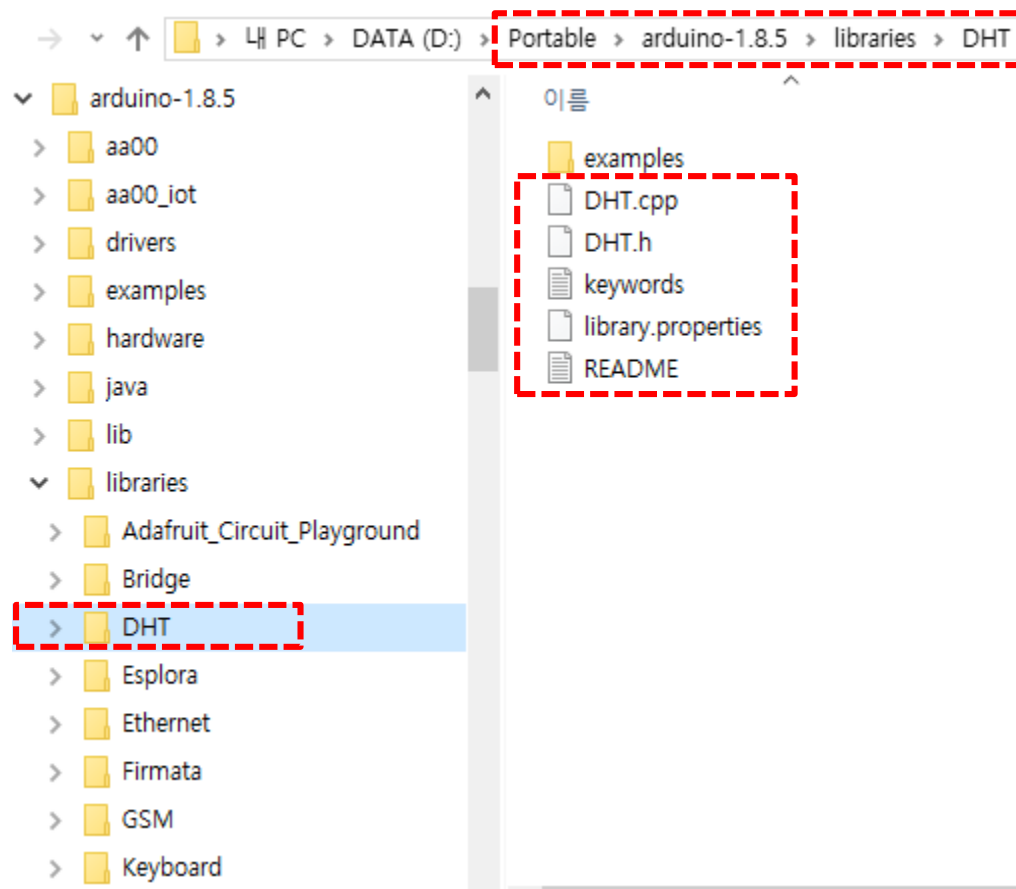 내 PC > DATA (D:) > Portable > arduino-1.8.5 > libraries > DHT
arduino-1.8.5
aa00
aa00_iot
drivers
examples
hardware
java
lib
libraries
Adafruit_Circuit_Playground
Bridge
DHT
Esplora
Ethernet
Firmata
GSM
Keyboard
이름
examples
DHT.cpp
DHT.h
keywords
library.properties
README